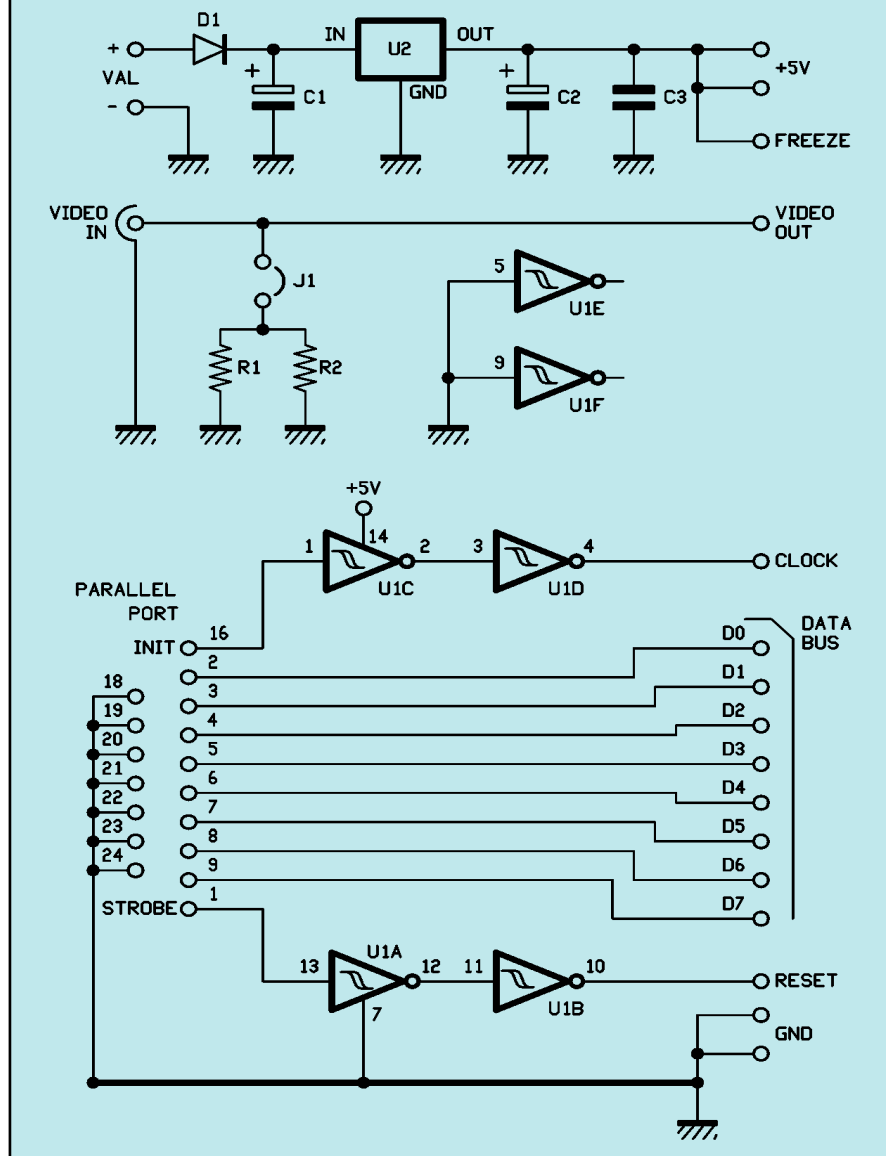 D1
+ IN U2 OUT
VAL + C1 GND + C2 C3 +5V
-
FREEZE
VIDEO
IN
VIDEO
OUT
J1
5
U1E
R1 R2
9
U1F
+5V
14
1 2 3 4
CLOCK
U1C U1D
PARALLEL
PORT
INIT 16
DATA
BUS
D0
2
18
3
D1
19
4
D2
20
5
D3
21
6
D4
22
7
D5
23
8
D6
24
9
D7
STROBE 1
U1A
13 12 11 10
RESET
7
U1B
GND